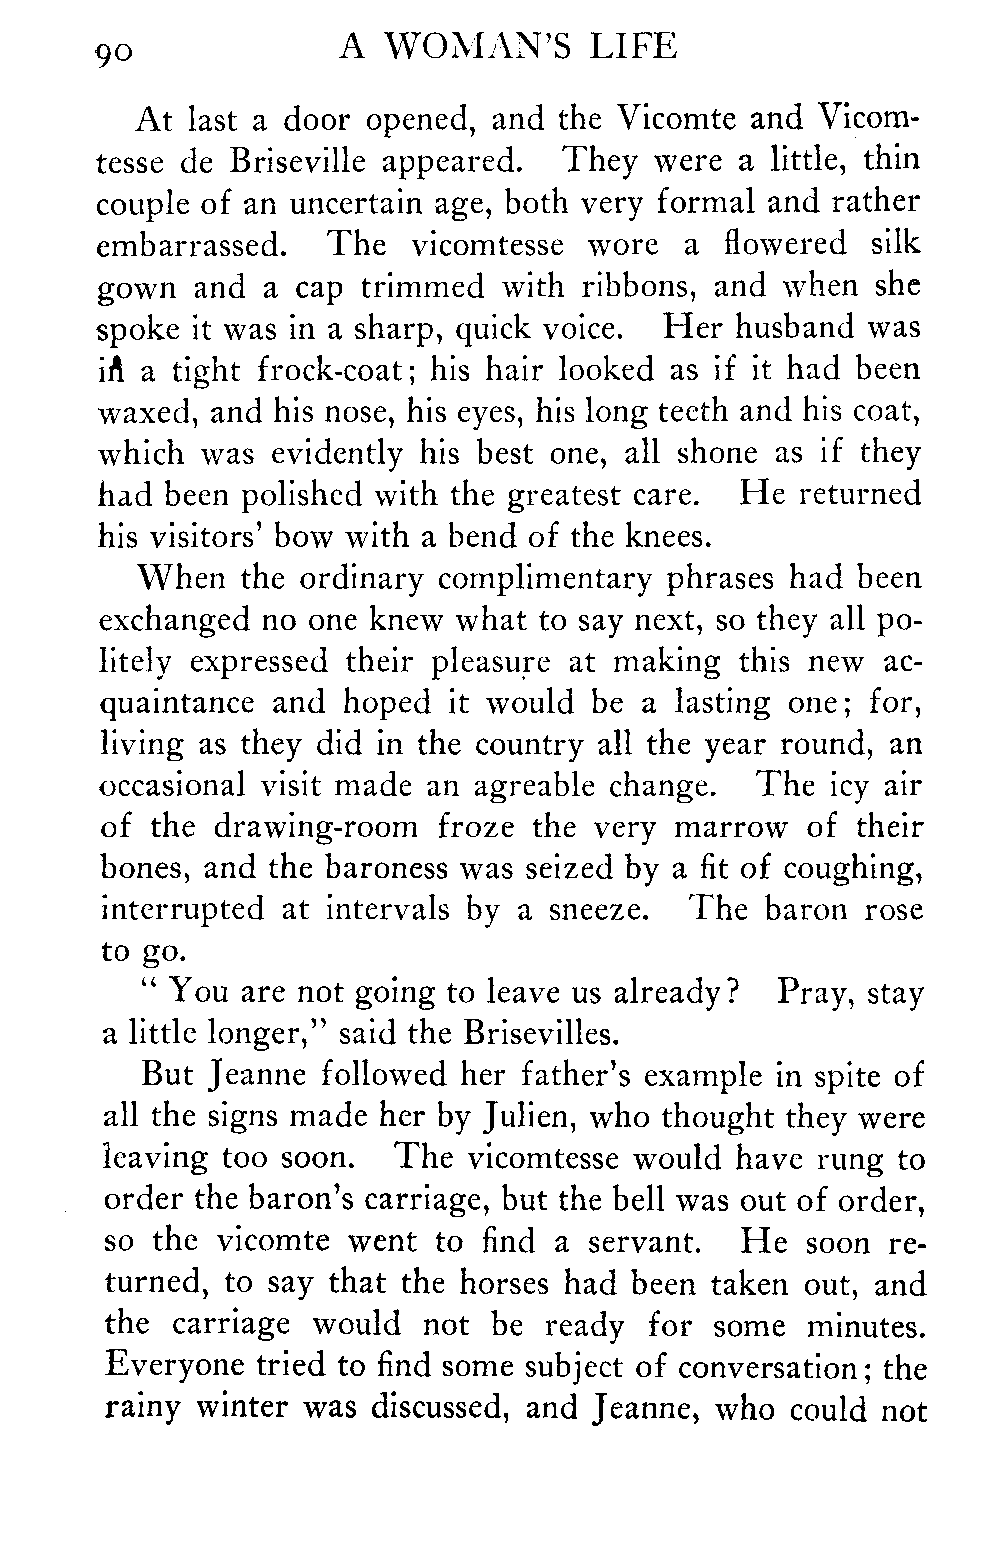 90 A WOMAN'S LIFE
At last a door opened, and the Vicomte and Vicom-
tesse de Briseville appeared. They were a little, thin
couple of an uncertain age, both very formal and rather
embarrassed. The vicomtesse wore a flowered silk
gown and a cap trimmed with ribbons, and when she
spoke it was in a sharp, quick voice. Her husband was
in a tight frock-coat; his hair looked as if it had been
waxed, and his nose, his eyes, his long teeth and his coat,
which was evidently his best one, all shone as if they
had been polished with the greatest care. He returned
his visitors' bow with a bend of the knees.
When the ordinary complimentary phrases had been
exchanged no one knew what to say next, so they all po-
litely expressed their pleasure at making this new ac-
quaintance and hoped it would be a lasting one; for,
living as they did in the country all the year round, an
occasional visit made an agreable change. The icy air
of the drawing-room froze the very marrow of their
bones, and the baroness was seized by a fit of coughing,
interrupted at intervals by a sneeze. The baron rose
to go.
" You are not going to leave us already? Pray, stay
a little longer," said the Brisevilles.
But Jeanne followed her father's example in spite of
all the signs made her by Julien, who thought they were
leaving too soon. The vicomtesse would have rung to
order the baron's carriage, but the bell was out of order,
so the vicomte went to find a servant. He soon re-
turned, to say that the horses had been taken out, and
the carriage would not be ready for some minutes.
Everyone tried to find some subject of conversation; the
rainy winter was discussed, and Jeanne, who could not